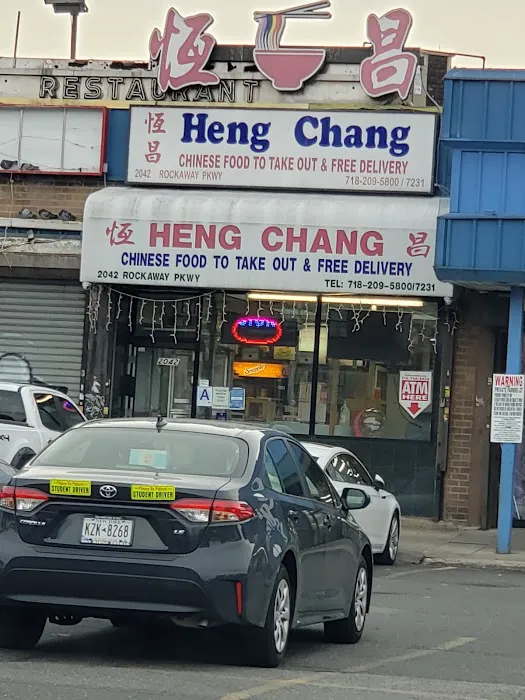 恆 昌
RESTAURANT
恆昌
Heng Chang
CHINESE FOOD TO TAKE OUT & FREE DELIVERY
2042 ROCKAWAY PKWY
718-209-5800 / 7231
恆 HENG CHANG 昌
CHINESE FOOD TO TAKE OUT & FREE DELIVERY
2042 ROCKAWAY PKWY
TEL: 718-209-5800/7231
2042
A
ATM
HERE
WARNING
STUDENT DRIVER
STUDENT DRIVER
COROLLA
LE
KZK-8268